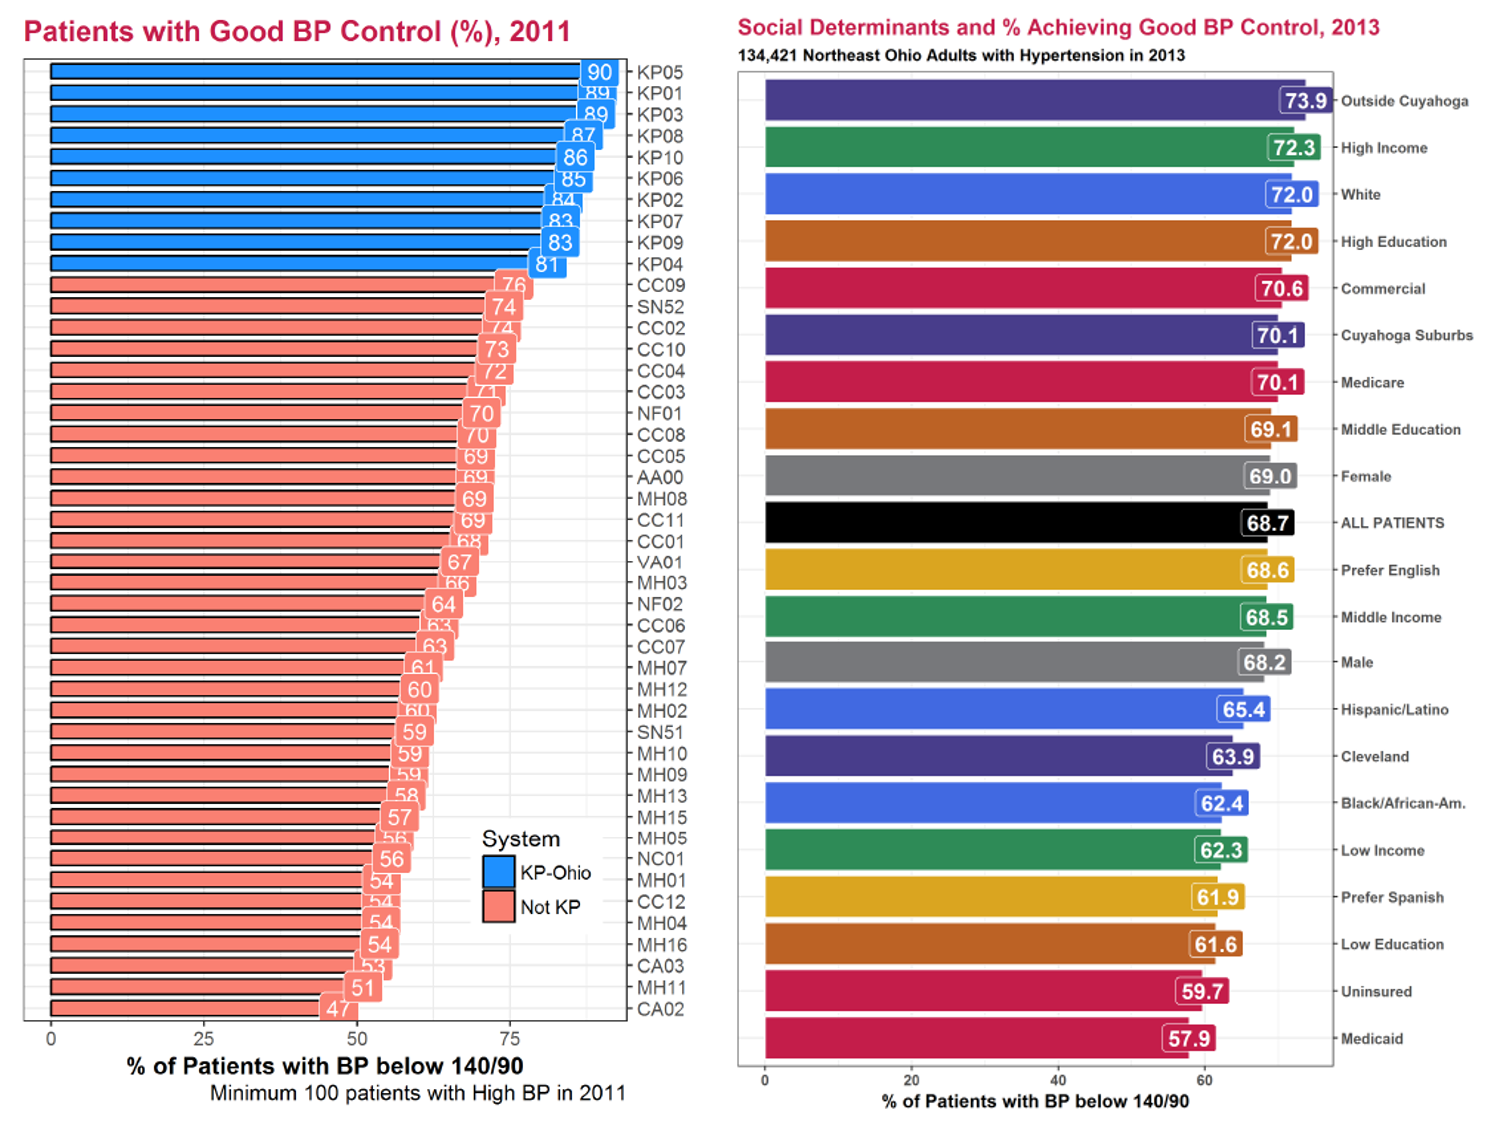 Patients with Good BP Control (%), 2011
90 KP05
89 KP01
89 KP03
87 KP08
86 KP10
85 KP06
84 KP02
83 KP07
83 KP09
81 KP04
76 CC09
74 SN52
74 CC02
73 CC10
72 CC04
71 CC03
70 NF01
70 CC08
69 CC05
69 AA00
69 MH08
69 CC11
68 CC01
67 VA01
66 MH03
64 NF02
63 CC06
63 CC07
61 MH07
60 MH12
60 MH02
59 SN51
59 MH10
59 MH09
58 MH13
57 MH15
56 MH05
56 NC01
54 MH01
54 CC12
54 MH04
54 MH16
53 CA03
51 MH11
47 CA02
System
KP-Ohio
Not KP
0 25 50 75
% of Patients with BP below 140/90
Minimum 100 patients with High BP in 2011
Social Determinants and % Achieving Good BP Control, 2013
134,421 Northeast Ohio Adults with Hypertension in 2013
73.9 Outside Cuyahoga
72.3 High Income
72.0 White
72.0 High Education
70.6 Commercial
70.1 Cuyahoga Suburbs
70.1 Medicare
69.1 Middle Education
69.0 Female
68.7 ALL PATIENTS
68.6 Prefer English
68.5 Middle Income
68.2 Male
65.4 Hispanic/Latino
63.9 Cleveland
62.4 Black/African-Am.
62.3 Low Income
61.9 Prefer Spanish
61.6 Low Education
59.7 Uninsured
57.9 Medicaid
0 20 40 60
% of Patients with BP below 140/90